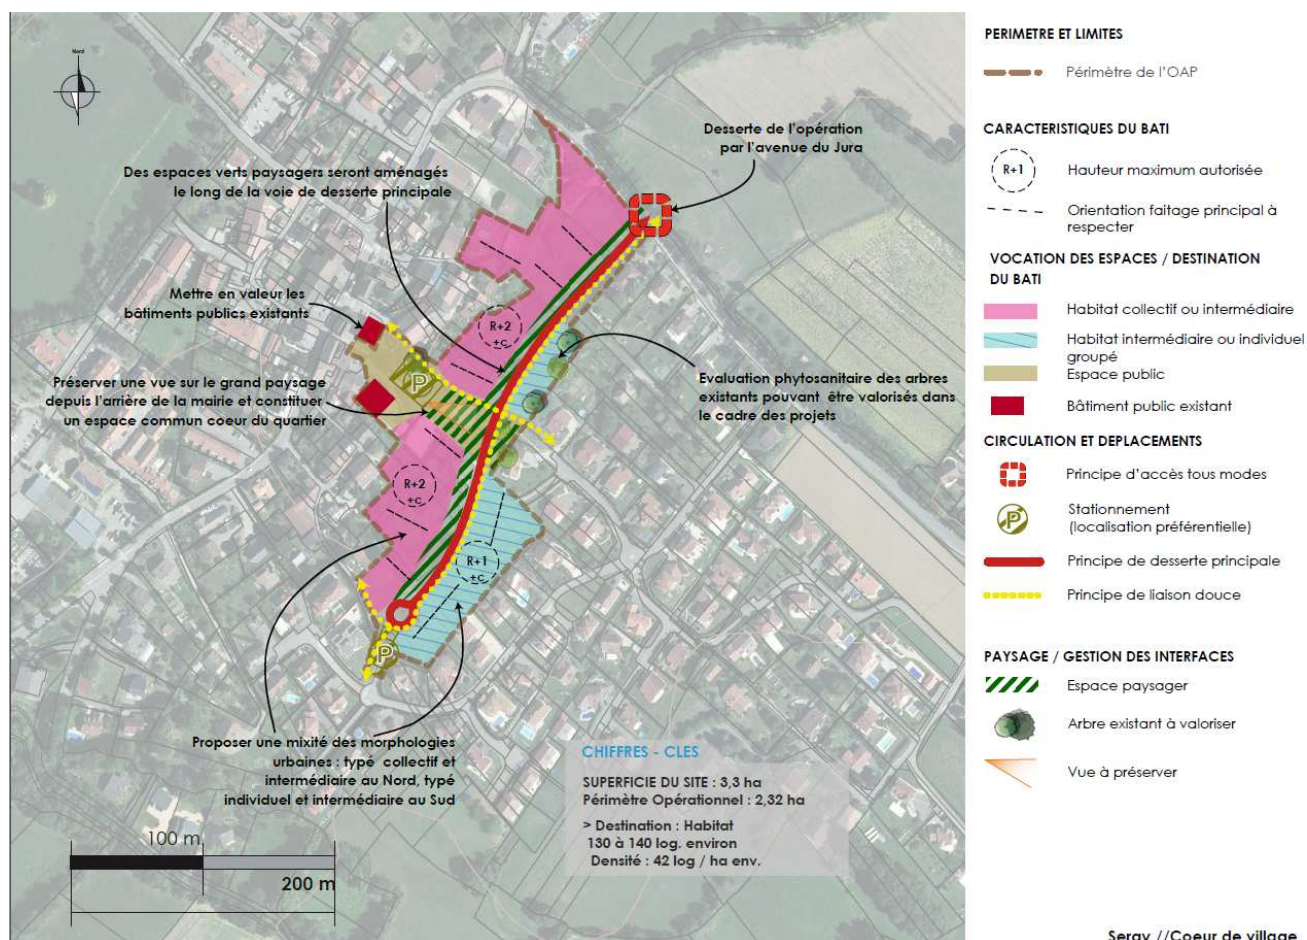 Nord
Desserte de l'opération
par l'avenue du Jura
Des espaces verts paysagers seront aménagés
le long de la voie de desserte principale
Mettre en valeur les
bâtiments publics existants
R+2
+c
P
Préserver une vue sur le grand paysage
depuis l'arrière de la mairie et constituer
un espace commun coeur du quartier
Evaluation phytosanitaire des arbres
existants pouvant être valorisés dans
le cadre des projets
R+2
+c
R+1
+c
P
Proposer une mixité des morphologies
urbaines : typé collectif et
intermédiaire au Nord, typé
individuel et intermédiaire au Sud
CHIFFRES - CLES
SUPERFICIE DU SITE : 3,3 ha
Périmètre Opérationnel : 2,32 ha
> Destination : Habitat
130 à 140 log. environ
Densité : 42 log / ha env.
100 m
200 m
PERIMETRE ET LIMITES
Périmètre de l'OAP
CARACTERISTIQUES DU BATI
R+1
Hauteur maximum autorisée
Orientation faitage principal à
respecter
VOCATION DES ESPACES / DESTINATION
DU BATI
Habitat collectif ou intermédiaire
Habitat intermédiaire ou individuel
groupé
Espace public
Bâtiment public existant
CIRCULATION ET DEPLACEMENTS
Principe d'accès tous modes
P
Stationnement
(localisation préférentielle)
Principe de desserte principale
Principe de liaison douce
PAYSAGE / GESTION DES INTERFACES
Espace paysager
Arbre existant à valoriser
Vue à préserver
Sergy //Coeur de village